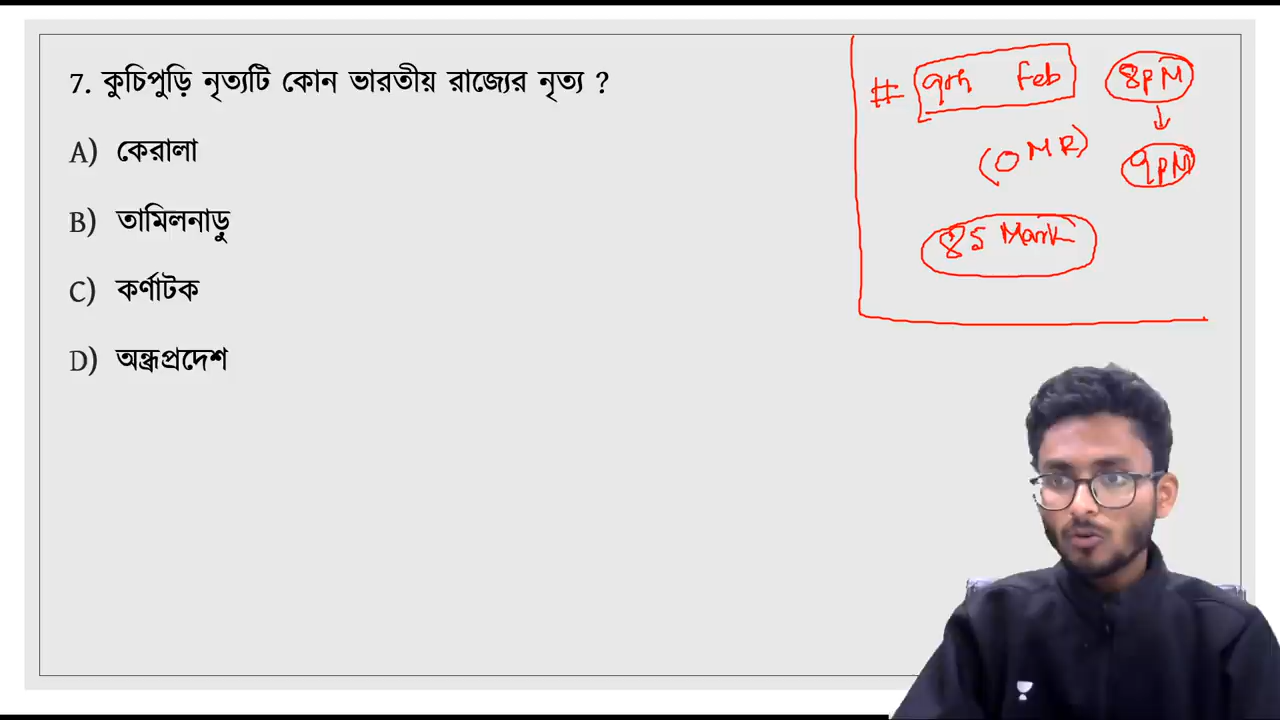 7. কুচিপুড়ি নৃত্যটি কোন ভারতীয় রাজ্যের নৃত্য ?
A) কেরালা
B) তামিলনাড়ু
C) কর্ণাটক
D) অন্ধ্রপ্রদেশ
# 9th Feb 8PM
(OMR) 9PM
85 Mark